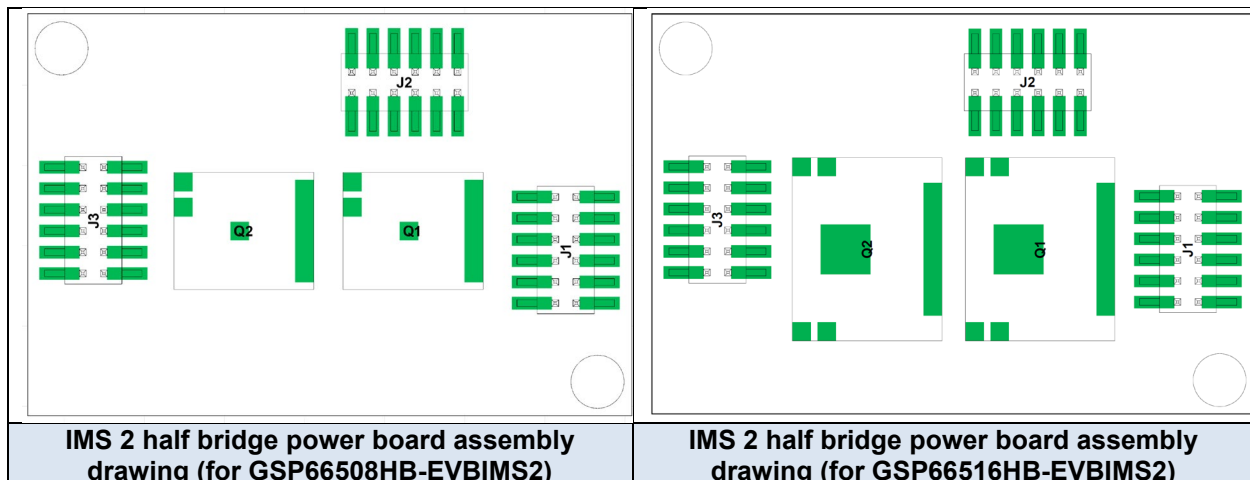 J2
J3
Q2
Q1
J1
J2
J3
Q2
Q1
J1
IMS 2 half bridge power board assembly
drawing (for GSP66508HB-EVBIMS2)
IMS 2 half bridge power board assembly
drawing (for GSP66516HB-EVBIMS2)